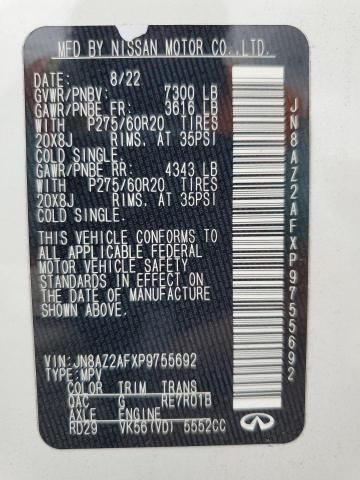 MFD BY NISSAN MOTOR CO.,LTD.
DATE: 8/22
GVWR/PNBV: 7300 LB
GAWR/PNBE FR: 3616 LB
WITH P275/60R20 TIRES
20X8J RIMS, AT 35PSI
COLD SINGLE.
GAWR/PNBE RR: 4343 LB
WITH P275/60R20 TIRES
20X8J RIMS, AT 35PSI
COLD SINGLE.
THIS VEHICLE CONFORMS TO
ALL APPLICABLE FEDERAL
MOTOR VEHICLE SAFETY
STANDARDS IN EFFECT ON
THE DATE OF MANUFACTURE
SHOWN ABOVE.
VIN:JN8AZ2AFXP9755692
TYPE:MPV
COLOR TRIM TRANS
QAC G RE7R01B
AXLE ENGINE
RD29 VK56(VD) 5552CC
JN8AZ2AFXP9755692